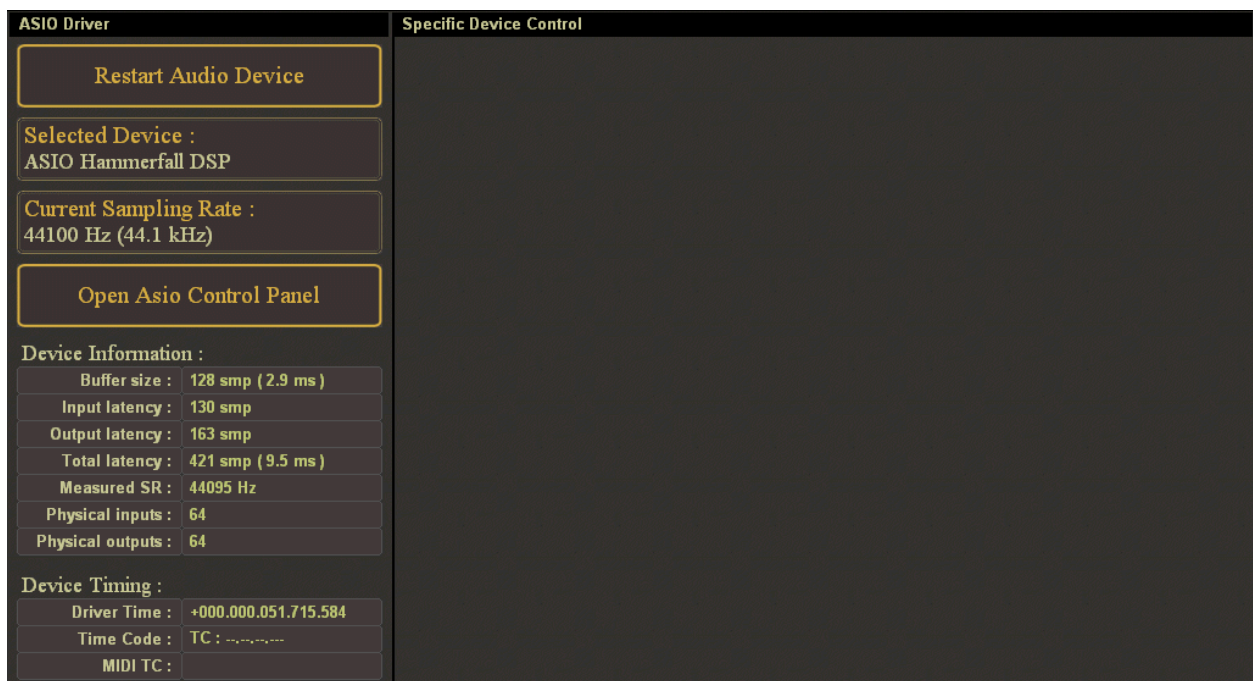 ASIO Driver
Specific Device Control
Restart Audio Device
Selected Device :
ASIO Hammerfall DSP
Current Sampling Rate :
44100 Hz (44.1 kHz)
Open Asio Control Panel
Device Information :
Buffer size : 128 smp ( 2.9 ms )
Input latency : 130 smp
Output latency : 163 smp
Total latency : 421 smp ( 9.5 ms )
Measured SR : 44095 Hz
Physical inputs : 64
Physical outputs : 64
Device Timing :
Driver Time : +000.000.051.715.584
Time Code : TC : --.--.--.---
MIDI TC :